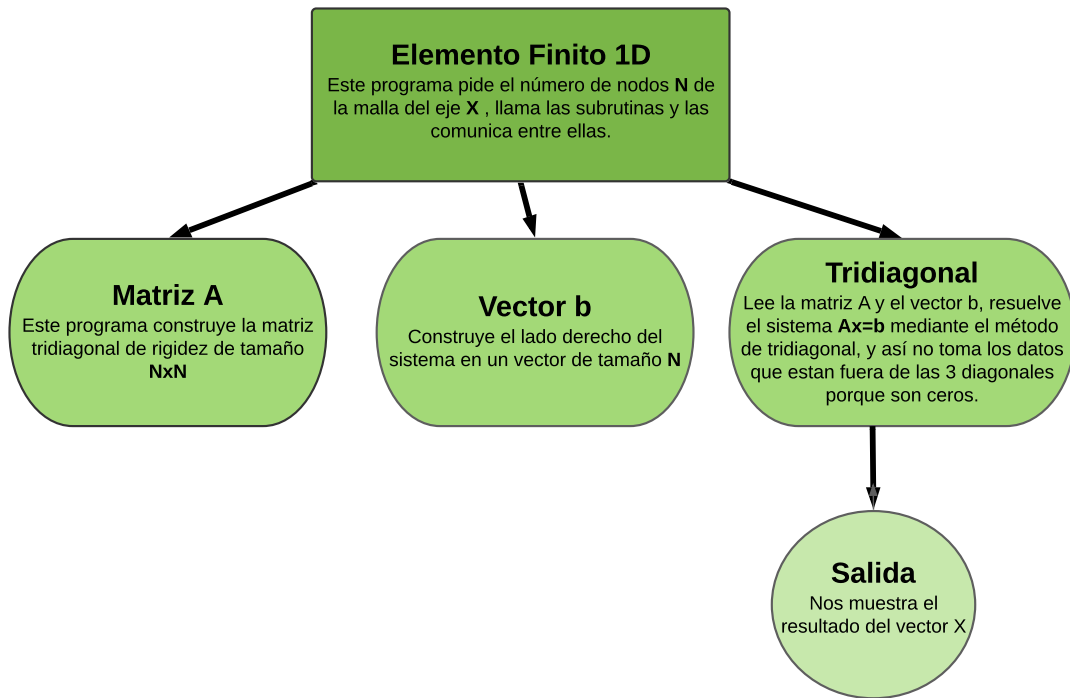 Elemento Finito 1D
Este programa pide el número de nodos N de
la malla del eje X , llama las subrutinas y las
comunica entre ellas.
Matriz A
Este programa construye la matriz
tridiagonal de rigidez de tamaño
NxN
Vector b
Construye el lado derecho del
sistema en un vector de tamaño N
Tridiagonal
Lee la matriz A y el vector b, resuelve
el sistema Ax=b mediante el método
de tridiagonal, y así no toma los datos
que estan fuera de las 3 diagonales
porque son ceros.
Salida
Nos muestra el
resultado del vector X